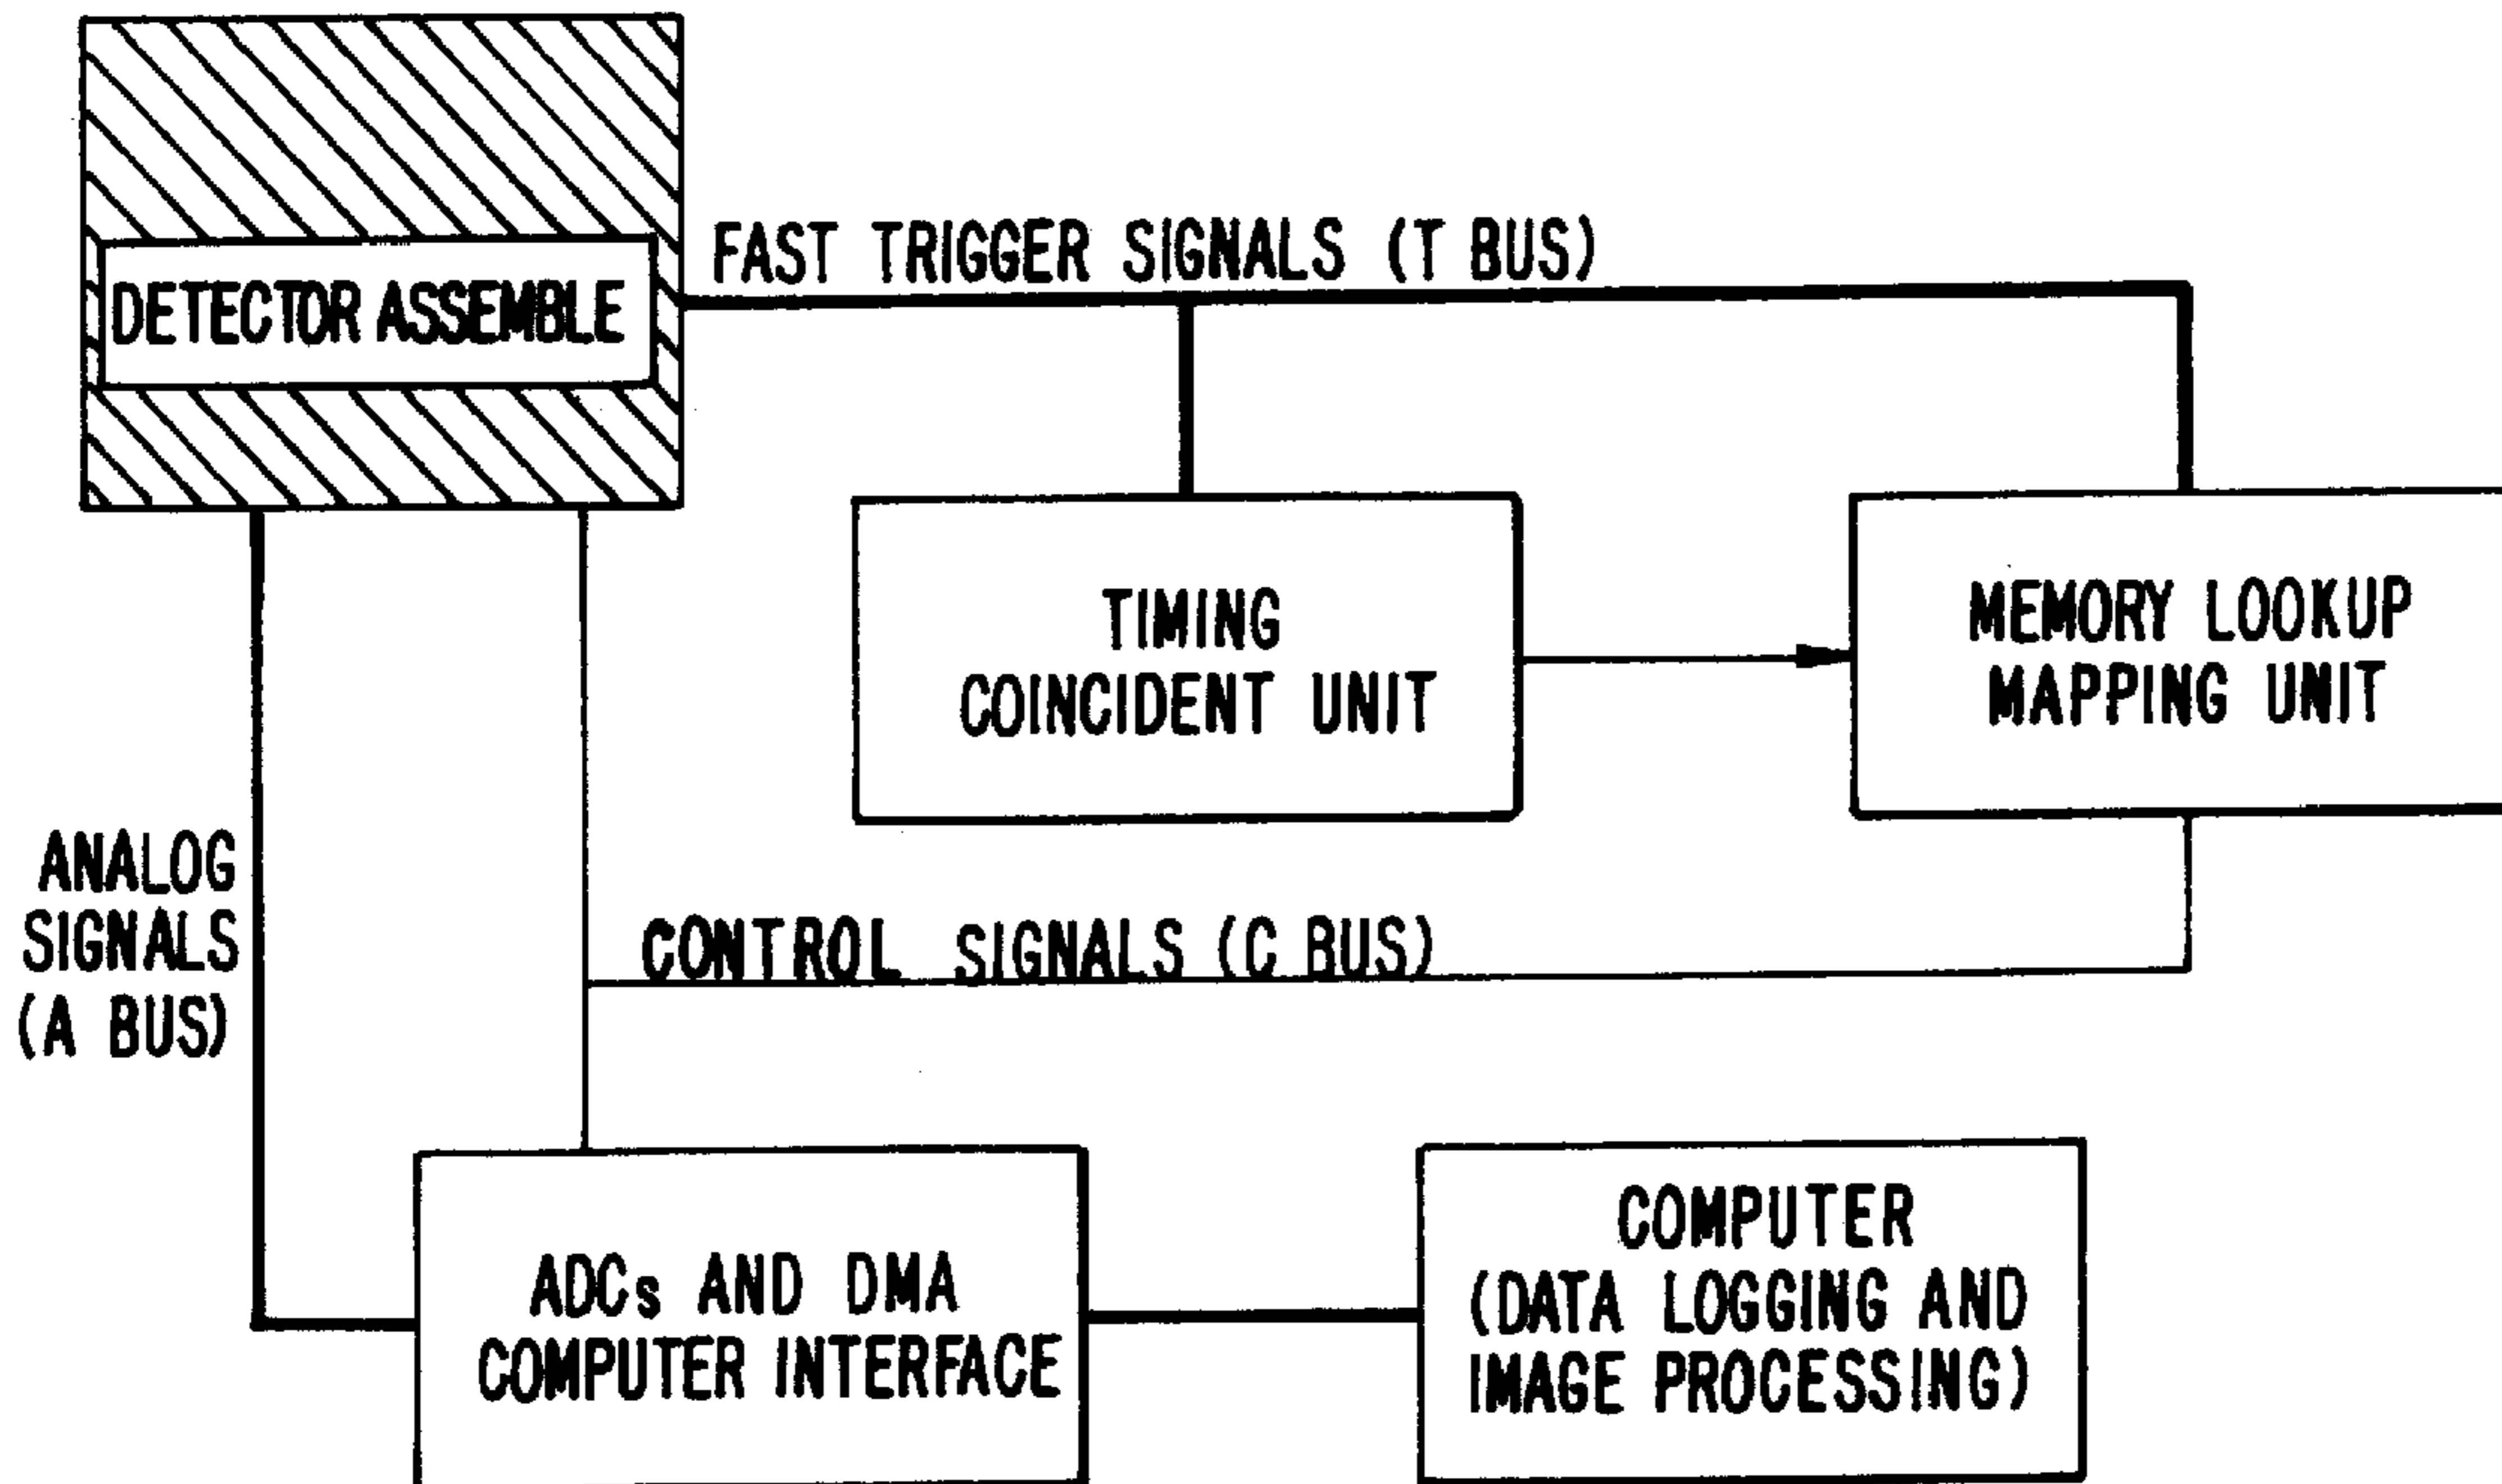 FAST TRIGGER SIGNALS (T BUS)
DETECTOR ASSEMBLE
TIMING
COINCIDENT UNIT
MEMORY LOOKUP
MAPPING UNIT
ANALOG
SIGNALS
(A BUS)
CONTROL SIGNALS (C BUS)
ADCs AND DMA
COMPUTER INTERFACE
COMPUTER
(DATA LOGGING AND
IMAGE PROCESSING)